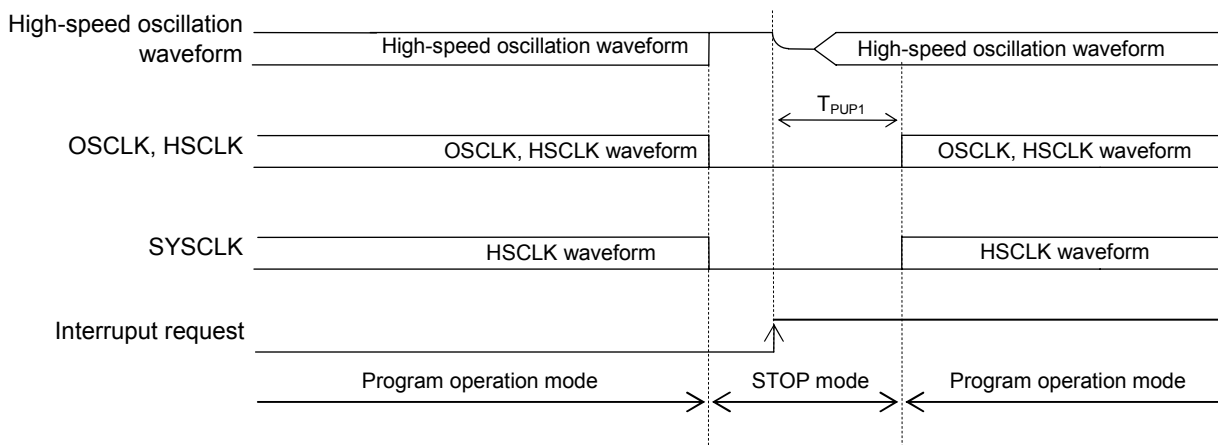 High-speed oscillation
waveform
High-speed oscillation waveform
High-speed oscillation waveform
TPUP1
OSCLK, HSCLK
OSCLK, HSCLK waveform
OSCLK, HSCLK waveform
SYSCLK
HSCLK waveform
HSCLK waveform
Interruput request
Program operation mode
STOP mode
Program operation mode